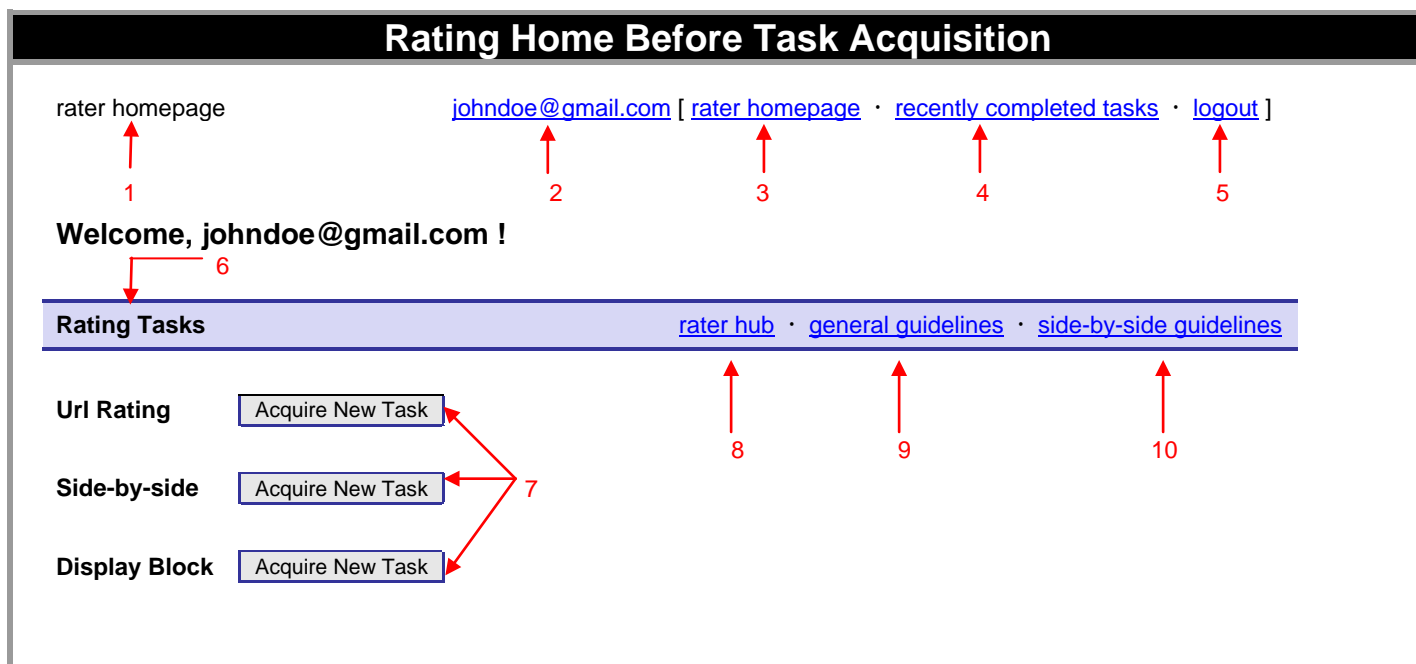 Rating Home Before Task Acquisition
rater homepage johndoe@gmail.com [ rater homepage · recently completed tasks · logout ]
1 2 3 4 5
Welcome, johndoe@gmail.com !
6
Rating Tasks rater hub · general guidelines · side-by-side guidelines
Url Rating Acquire New Task
8 9 10
Side-by-side Acquire New Task 7
Display Block Acquire New Task